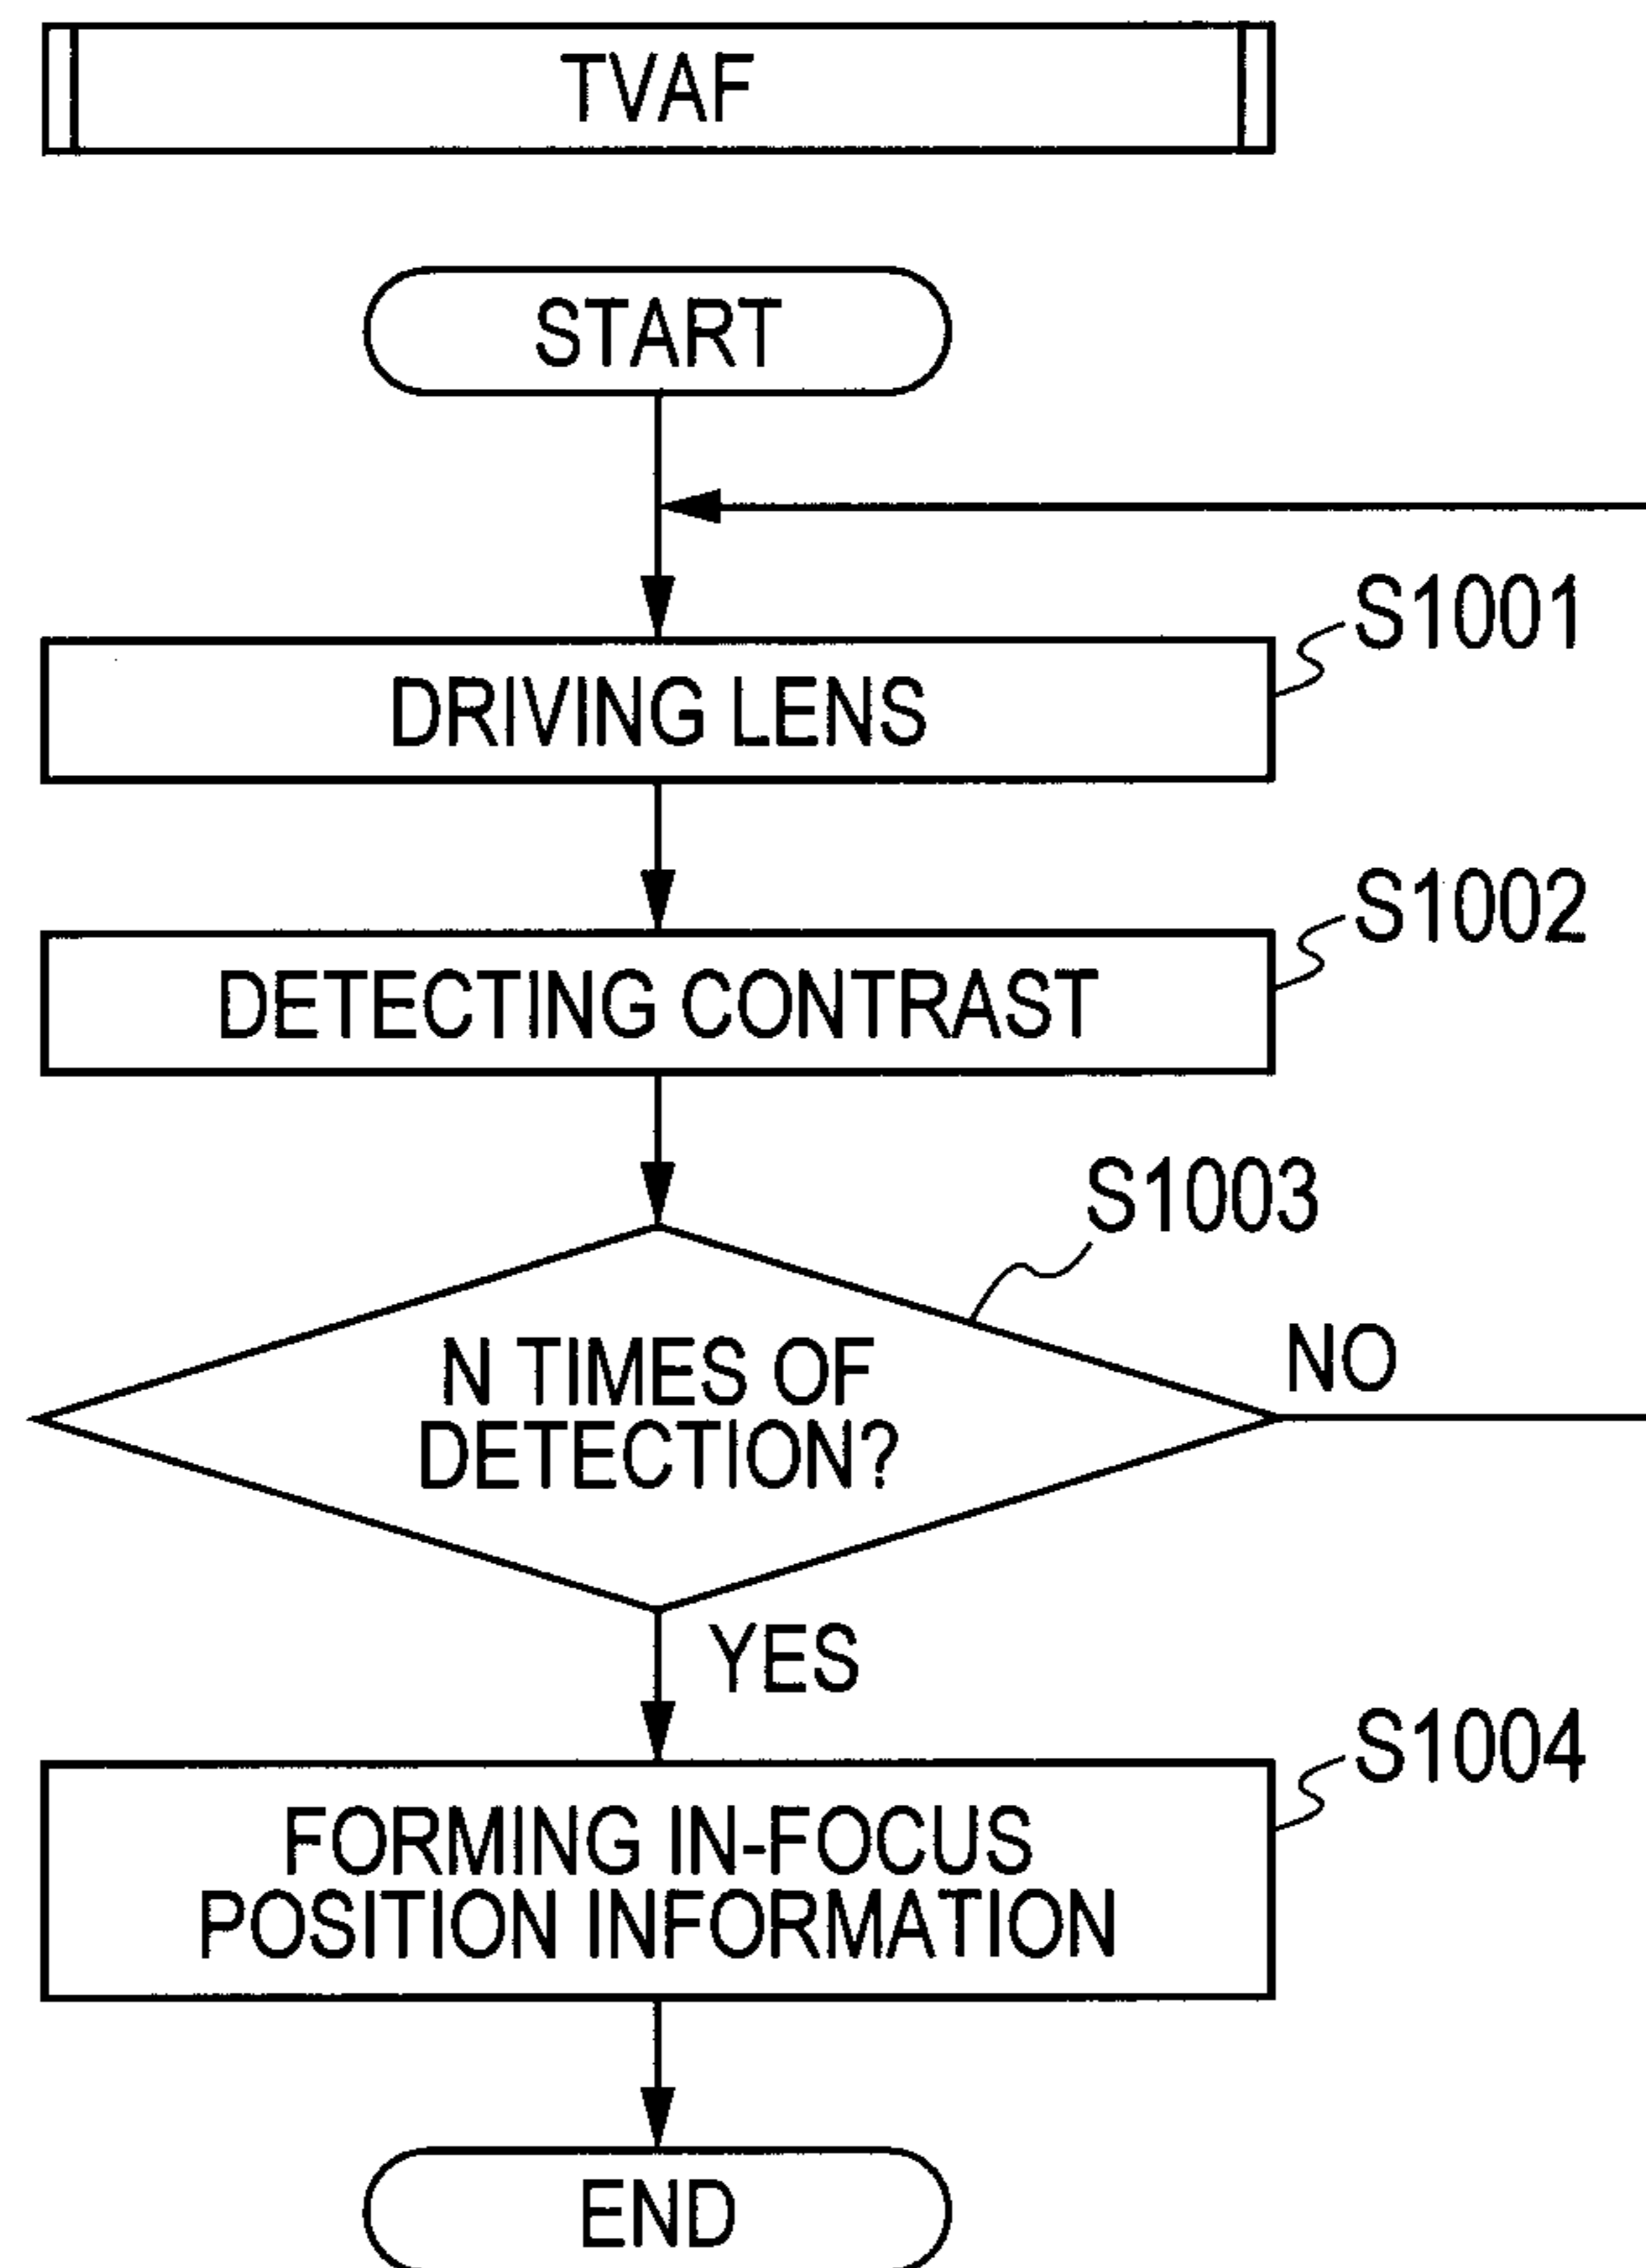 TVAF
START
S1001
DRIVING LENS
S1002
DETECTING CONTRAST
S1003
N TIMES OF
DETECTION?
NO
YES
S1004
FORMING IN-FOCUS
POSITION INFORMATION
END